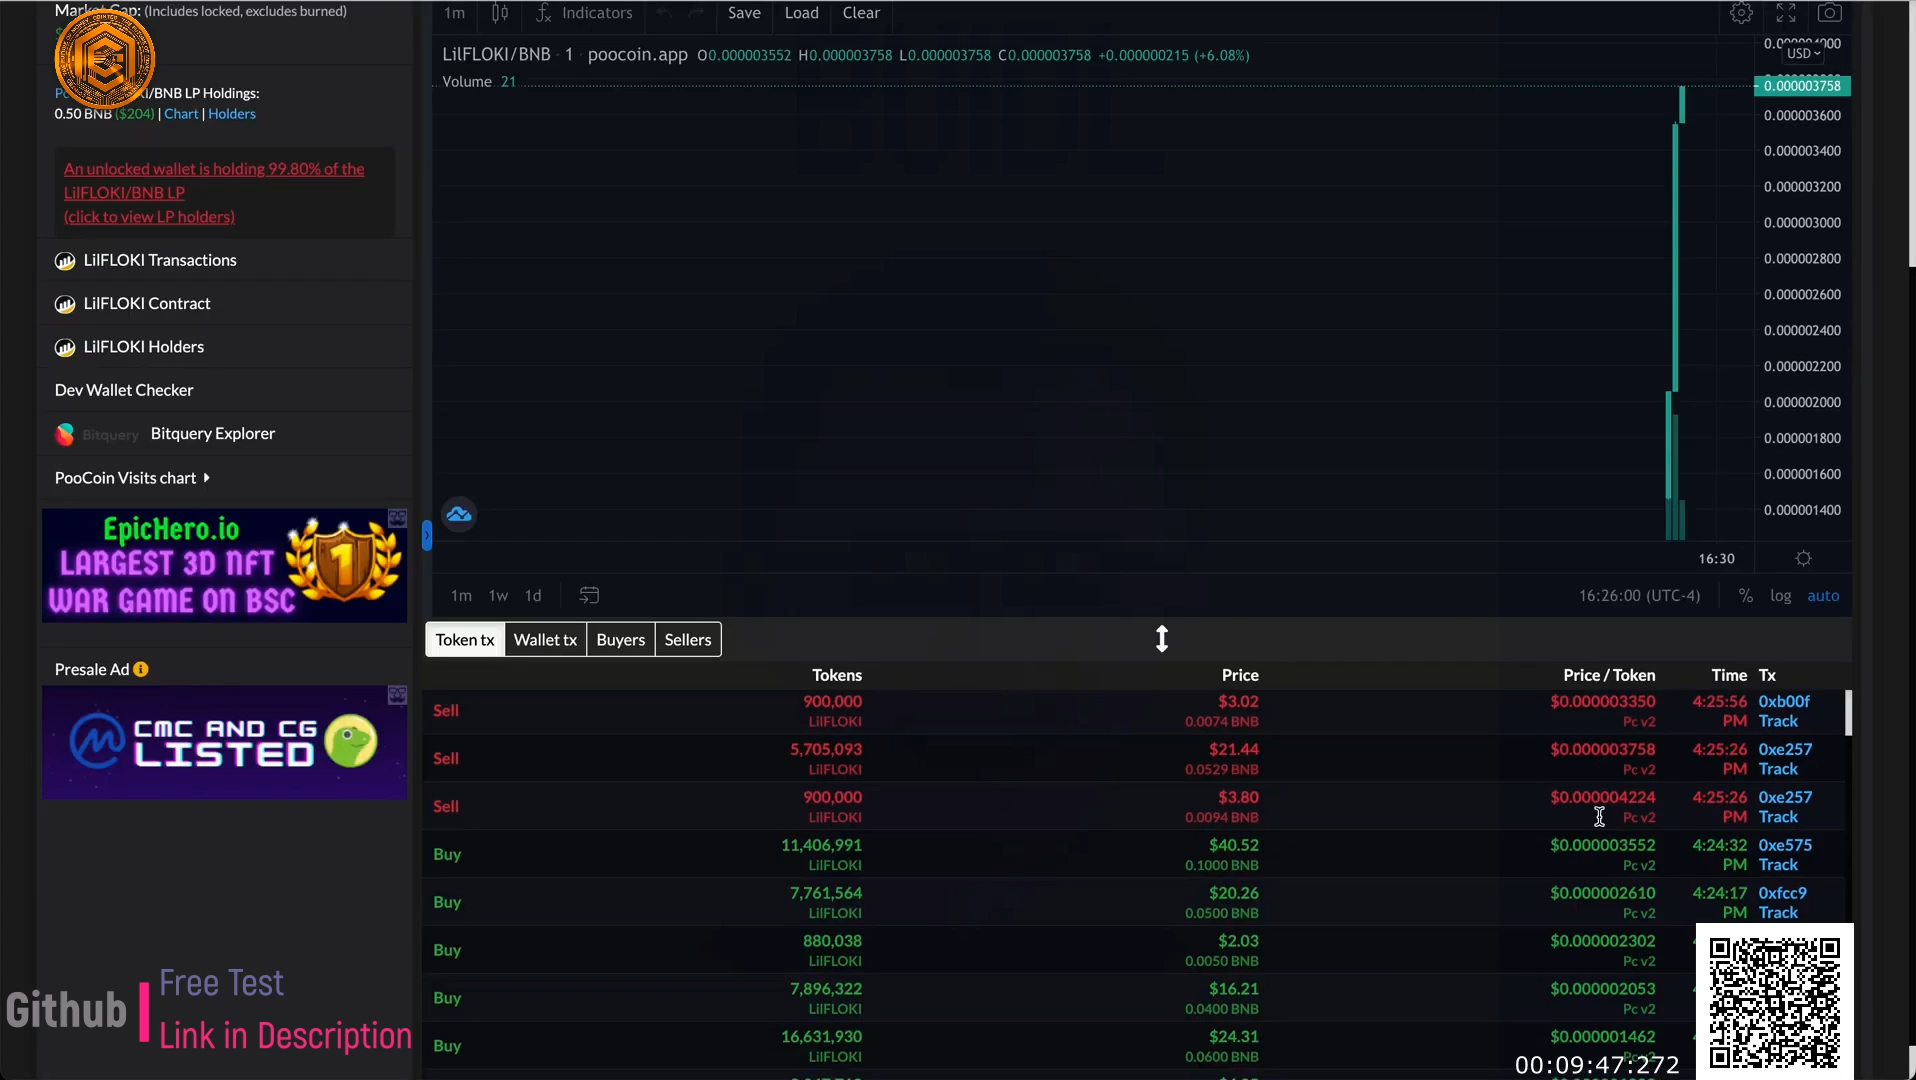 Market Cap: (Includes locked, excludes burned)
/BNB LP Holdings:
0.50 BNB ($204) | Chart | Holders
An unlocked wallet is holding 99.80% of the
LilFLOKI/BNB LP
(click to view LP holders)
LilFLOKI Transactions
LilFLOKI Contract
LilFLOKI Holders
Dev Wallet Checker
Bitquery Bitquery Explorer
PooCoin Visits chart
EpicHero.io
LARGEST 3D NFT
WAR GAME ON BSC
1
Presale Ad
CMC AND CG
LISTED
Github
Free Test
Link in Description
1m Indicators Save Load Clear
LilFLOKI/BNB · 1 · poocoin.app O0.000003552 H0.000003758 L0.000003758 C0.000003758 +0.000000215 (+6.08%)
Volume 21
USD
0.000003758
0.000003600
0.000003400
0.000003200
0.000003000
0.000002800
0.000002600
0.000002400
0.000002200
0.000002000
0.000001800
0.000001600
0.000001400
16:30
1m 1w 1d 16:26:00 (UTC-4) % log auto
Token tx Wallet tx Buyers Sellers
Tokens Price Price / Token Time Tx
Sell 900,000 $3.02 $0.000003350 4:25:56 0xb00f
LilFLOKI 0.0074 BNB Pc v2 PM Track
Sell 5,705,093 $21.44 $0.000003758 4:25:26 0xe257
LilFLOKI 0.0529 BNB Pc v2 PM Track
Sell 900,000 $3.80 $0.000004224 4:25:26 0xe257
LilFLOKI 0.0094 BNB Pc v2 PM Track
Buy 11,406,991 $40.52 $0.000003552 4:24:32 0xe575
LilFLOKI 0.1000 BNB Pc v2 PM Track
Buy 7,761,564 $20.26 $0.000002610 4:24:17 0xfcc9
LilFLOKI 0.0500 BNB Pc v2 PM Track
Buy 880,038 $2.03 $0.000002302
LilFLOKI 0.0050 BNB Pc v2
Buy 7,896,322 $16.21 $0.000002053
LilFLOKI 0.0400 BNB Pc v2
Buy 16,631,930 $24.31 $0.000001462
LilFLOKI 0.0600 BNB Pc v2
00:09:47:272